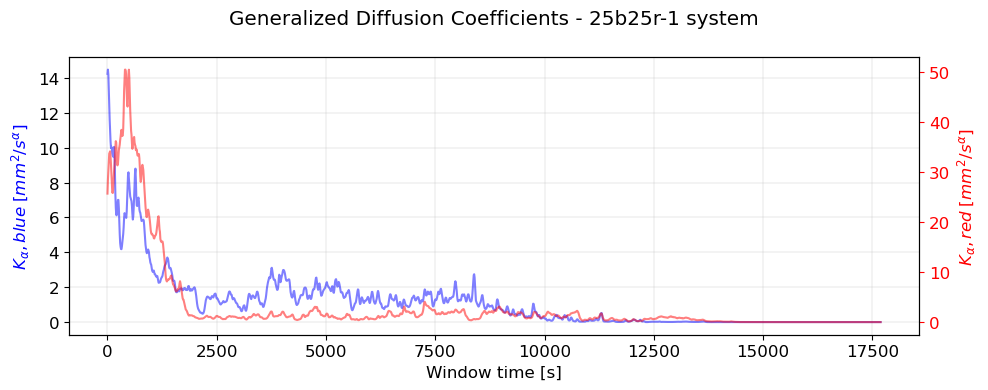 Generalized Diffusion Coefficients - 25b25r-1 system
K_α, blue [mm²/s^α]
14
12
10
8
6
4
2
0
50
40
30
20
10
0
K_α, red [mm²/s^α]
0 2500 5000 7500 10000 12500 15000 17500
Window time [s]